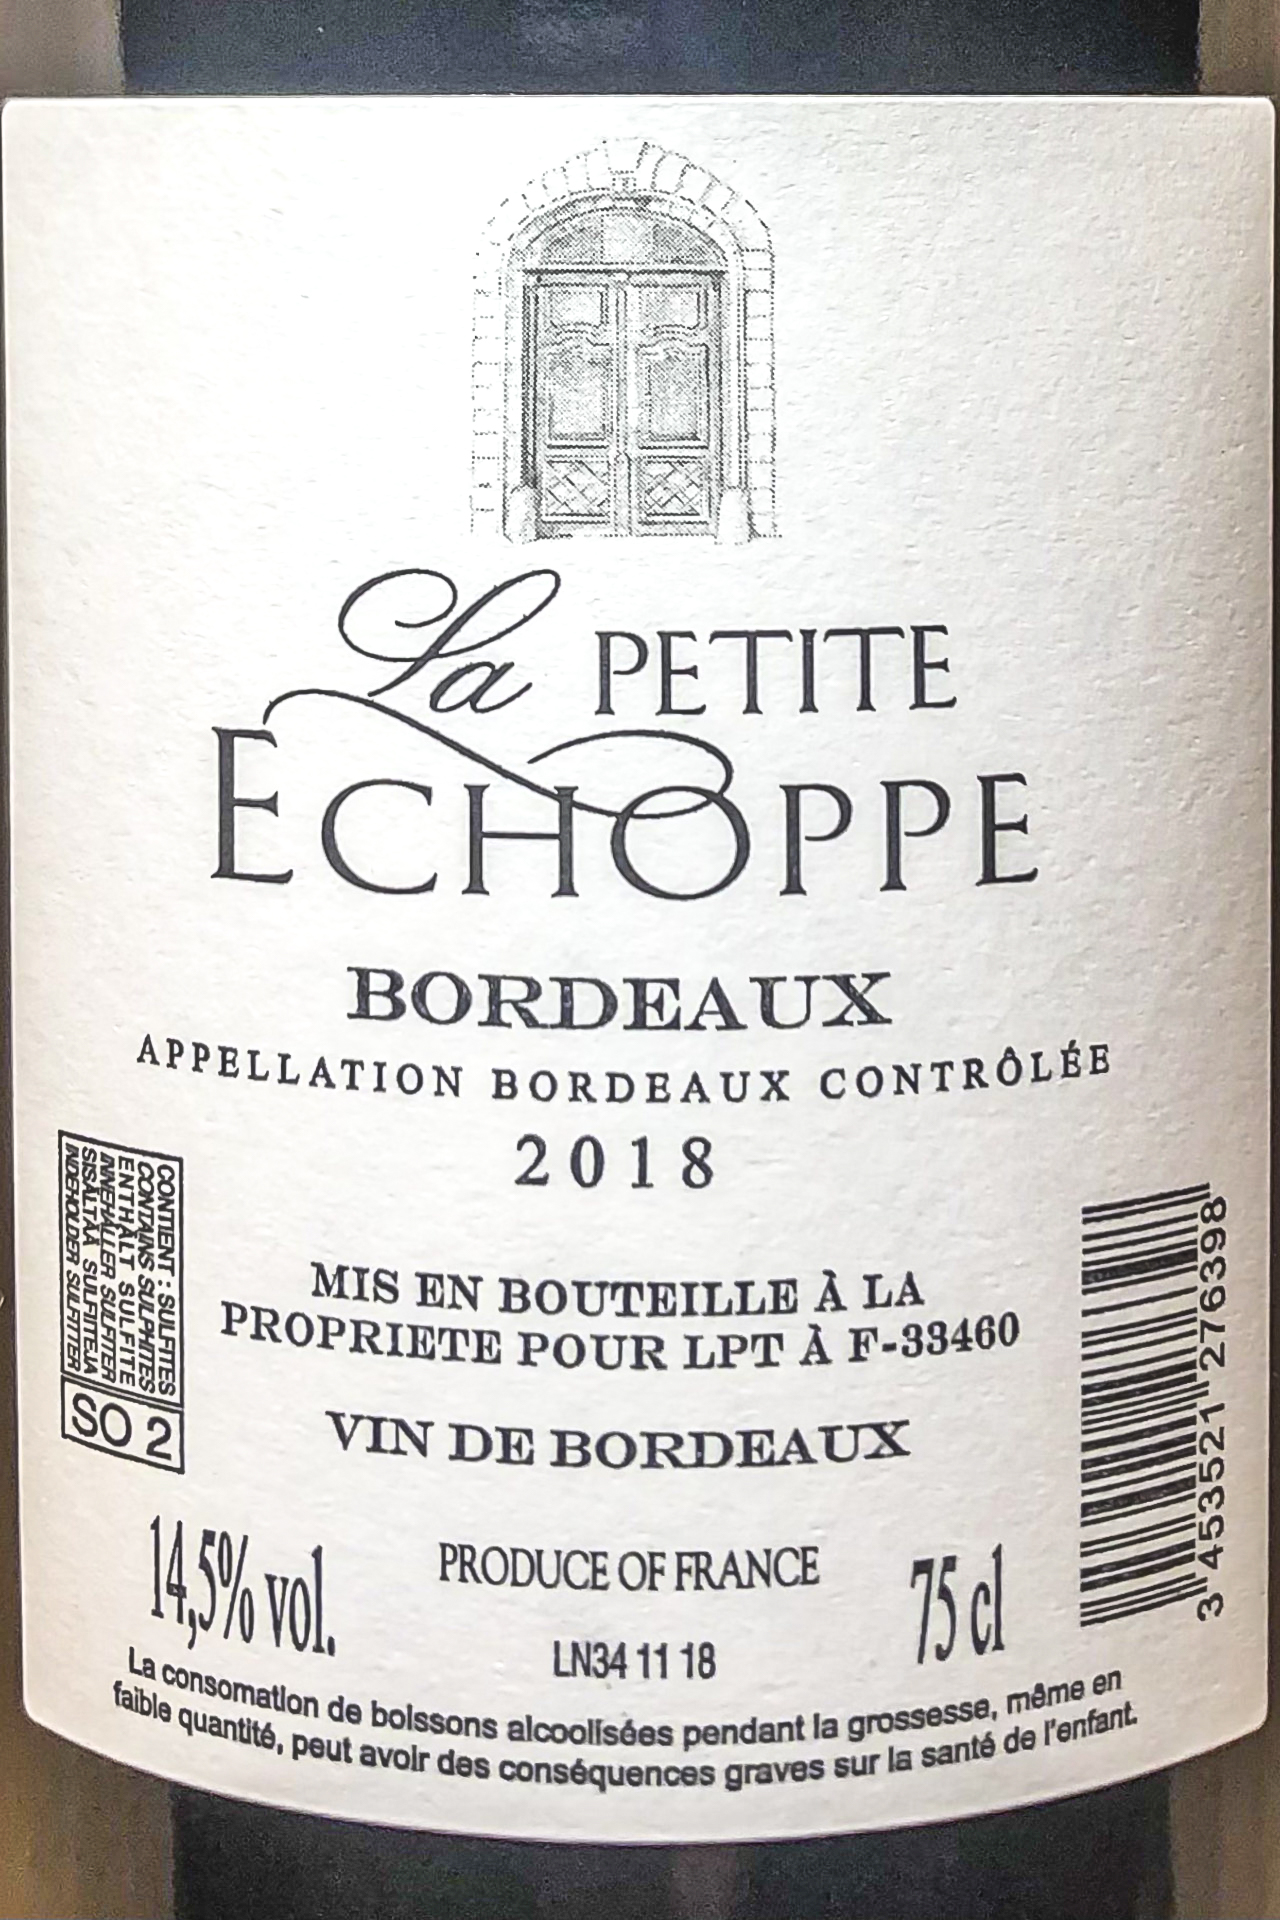 La PETITE
ECHOPPE
BORDEAUX
APPELLATION BORDEAUX CONTRÔLÉE
2018
CONTIENT : SULFITES
CONTAINS SULPHITES
ENTHÄLT SULFITE
INNEHÅLLER SULFITER
SISÄLTÄÄ SULFIITEJA
INDEHOLDER SULFITTER
SO 2
MIS EN BOUTEILLE À LA
PROPRIETE POUR LPT À F-33460
VIN DE BORDEAUX
3 453521 276398
14,5% vol.
PRODUCE OF FRANCE
75 cl
LN34 11 18
La consomation de boissons alcoolisées pendant la grossesse, même en
faible quantité, peut avoir des conséquences graves sur la santé de l'enfant.